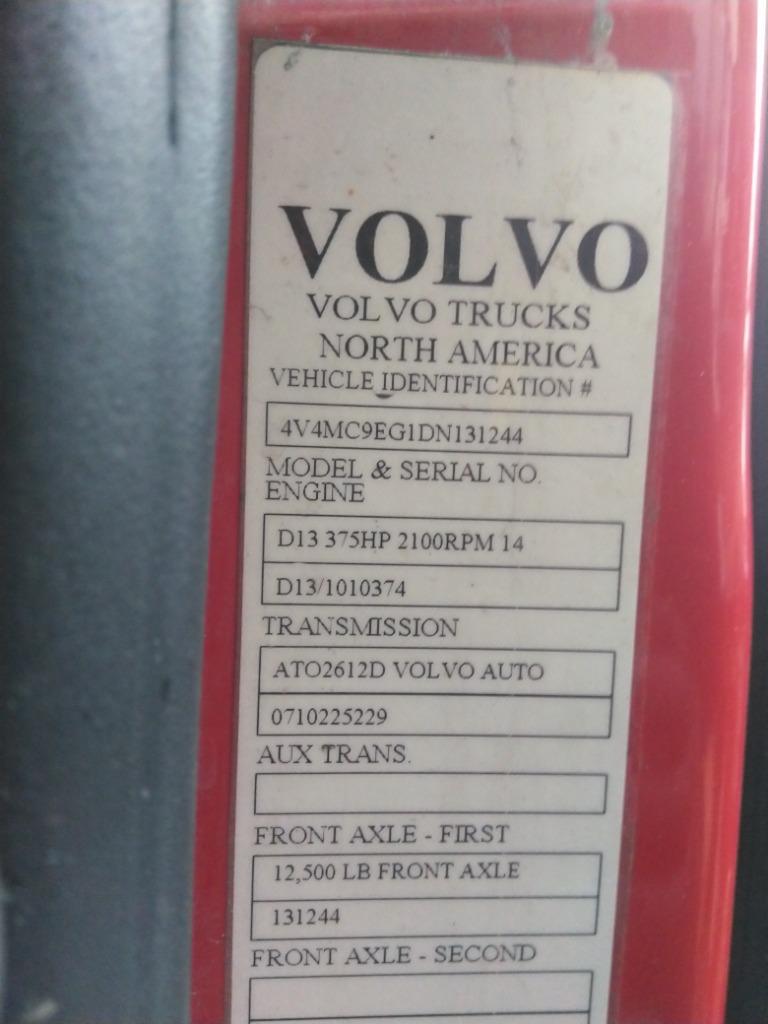 VOLVO
VOLVO TRUCKS
NORTH AMERICA
VEHICLE IDENTIFICATION #
4V4MC9EG1DN131244
MODEL & SERIAL NO.
ENGINE
D13 375HP 2100RPM 14
D13/1010374
TRANSMISSION
ATO2612D VOLVO AUTO
0710225229
AUX TRANS.
FRONT AXLE - FIRST
12,500 LB FRONT AXLE
131244
FRONT AXLE - SECOND